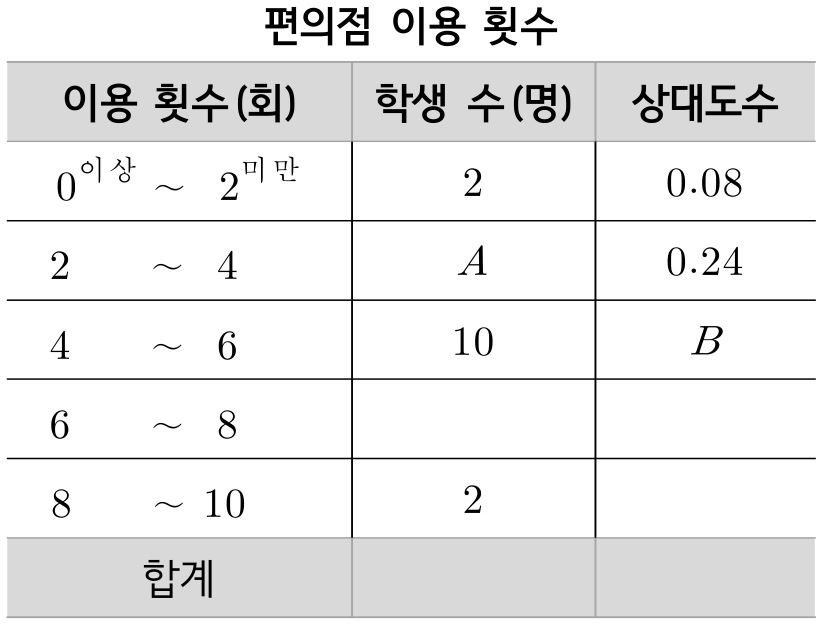 편의점 이용 횟수
이용 횟수(회) 학생 수(명) 상대도수
0이상 ~ 2미만 2 0.08
2 ~ 4 A 0.24
4 ~ 6 10 B
6 ~ 8
8 ~ 10 2
합계